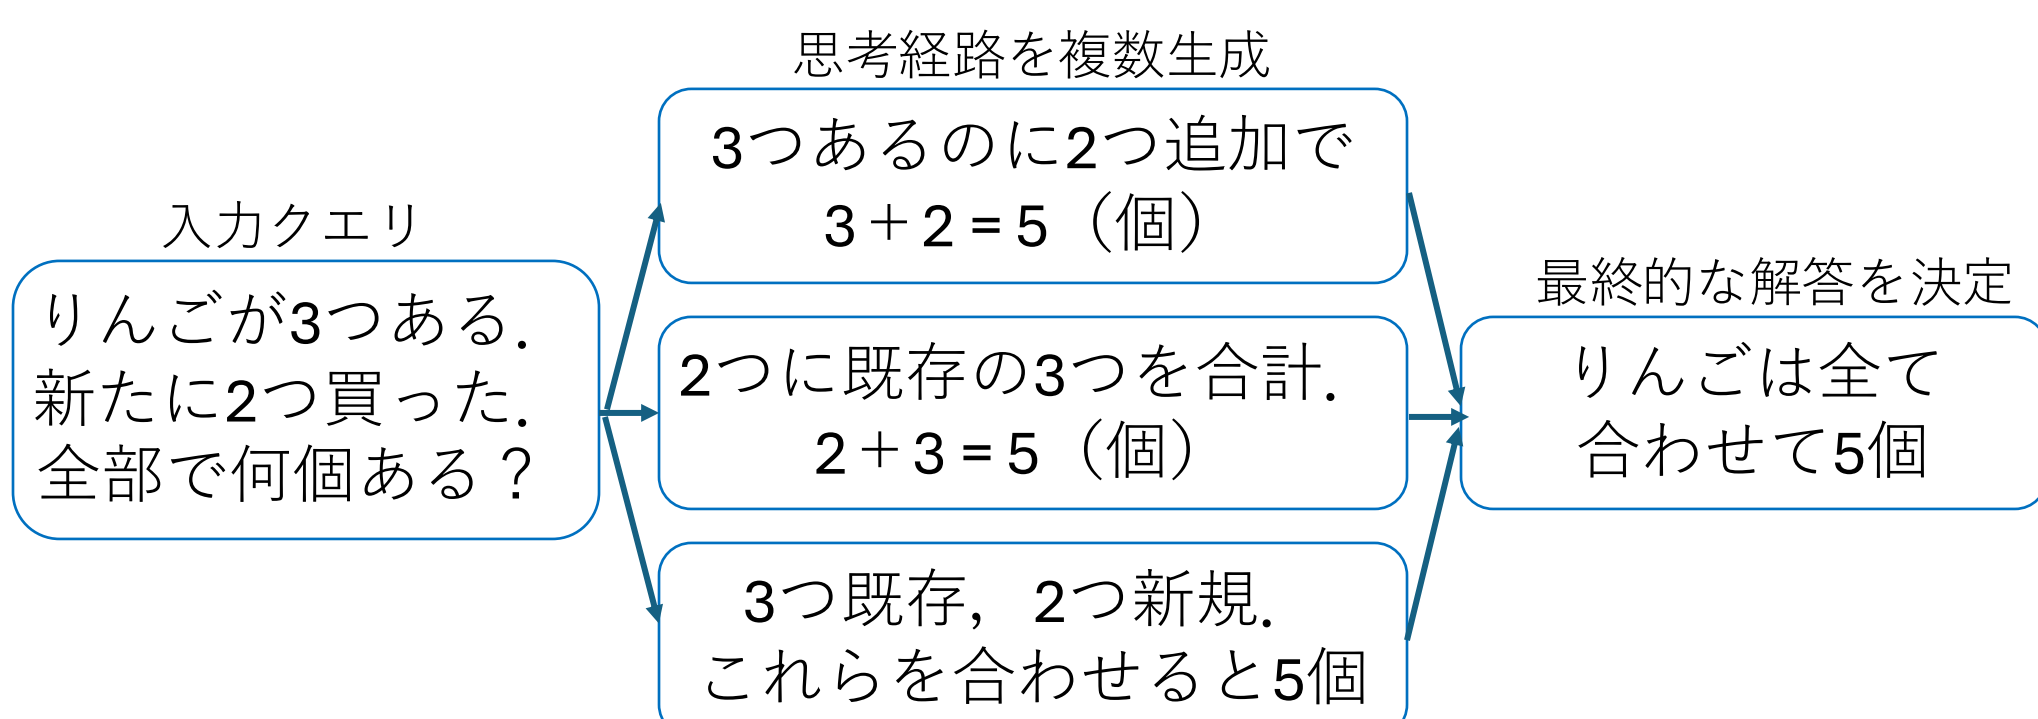 入力クエリ
りんごが3つある.
新たに2つ買った.
全部で何個ある？
思考経路を複数生成
3つあるのに2つ追加で
3＋2 = 5（個）
2つに既存の3つを合計.
2＋3 = 5（個）
3つ既存，2つ新規.
これらを合わせると5個
最終的な解答を決定
りんごは全て
合わせて5個